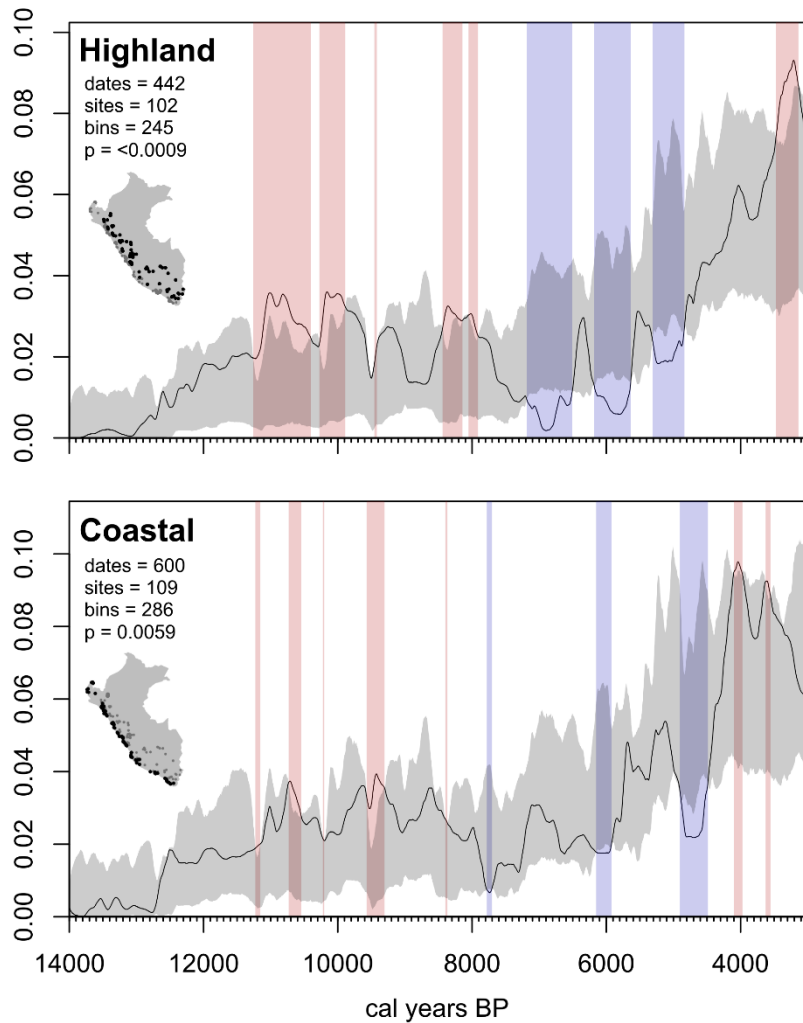 Highland
dates = 442
sites = 102
bins = 245
p = <0.0009
0.10
0.08
0.06
0.04
0.02
0.00
Coastal
dates = 600
sites = 109
bins = 286
p = 0.0059
0.10
0.08
0.06
0.04
0.02
0.00
14000 12000 10000 8000 6000 4000
cal years BP